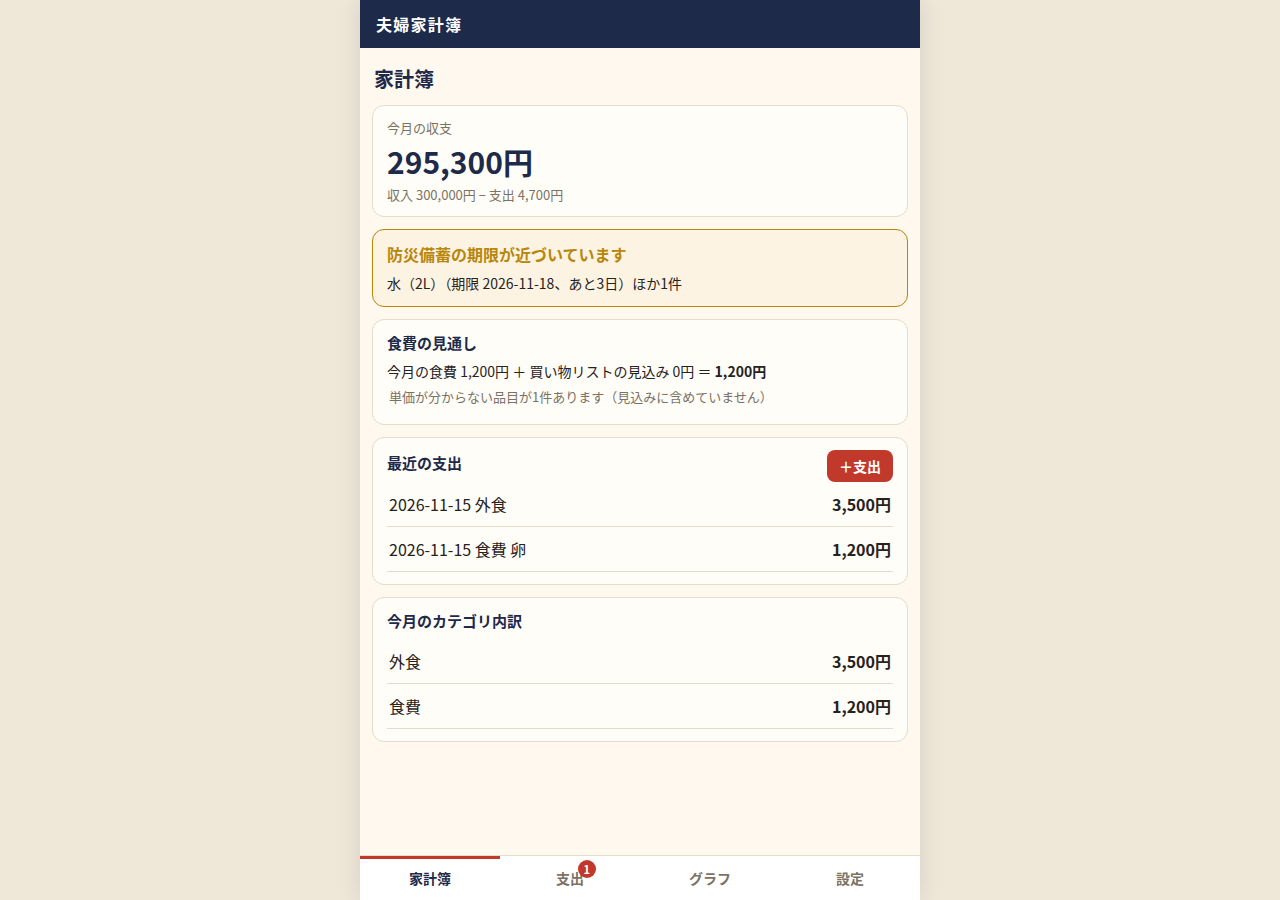 夫婦家計簿
家計簿
今月の収支
295,300円
収入 300,000円 − 支出 4,700円
防災備蓄の期限が近づいています
水（2L）（期限 2026-11-18、あと3日）ほか1件
食費の見通し
今月の食費 1,200円 ＋ 買い物リストの見込み 0円 ＝ 1,200円
単価が分からない品目が1件あります（見込みに含めていません）
最近の支出
＋支出
2026-11-15 外食 3,500円
2026-11-15 食費 卵 1,200円
今月のカテゴリ内訳
外食 3,500円
食費 1,200円
家計簿 支出 1 グラフ 設定